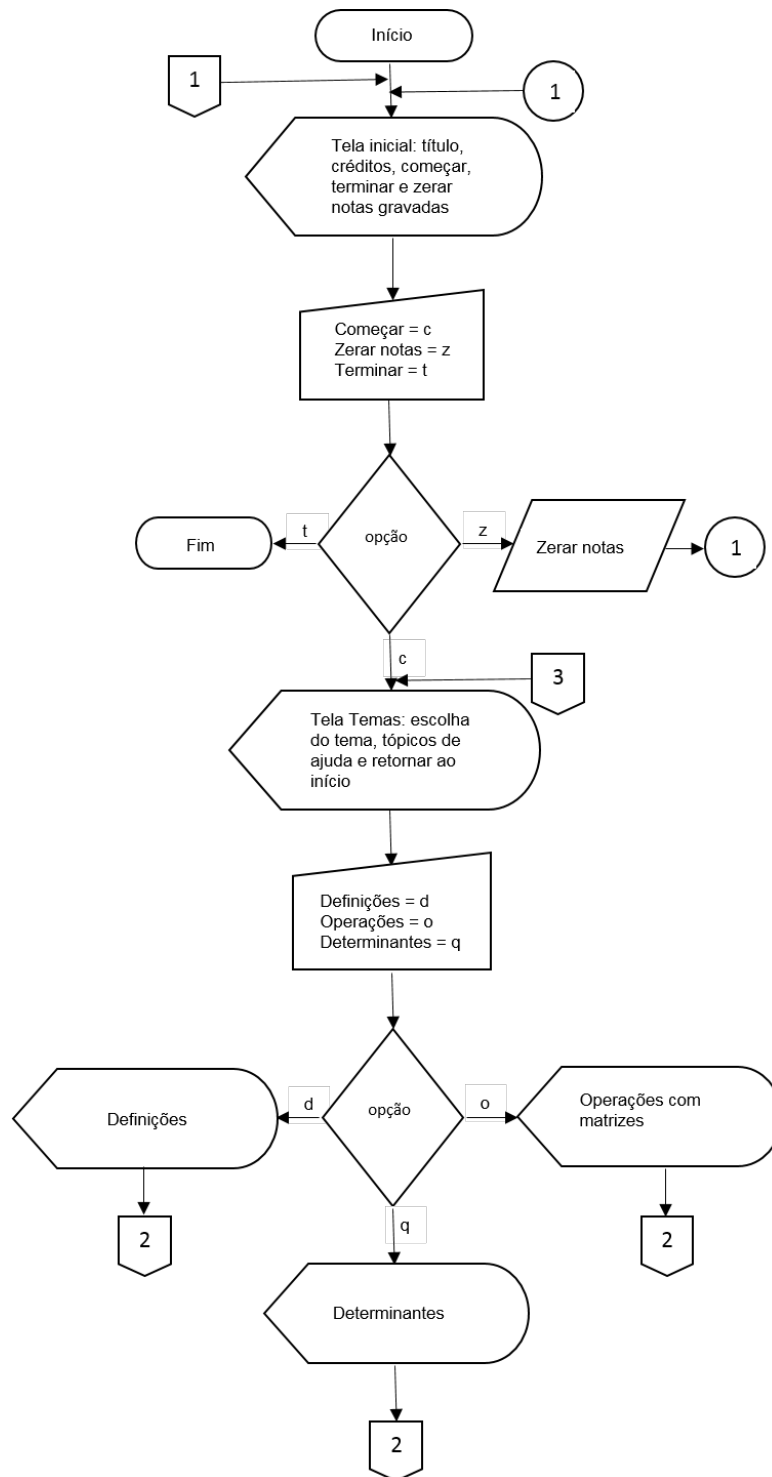 Início
1
1
Tela inicial: título,
créditos, começar,
terminar e zerar
notas gravadas
Começar = c
Zerar notas = z
Terminar = t
Fim
t
opção
z
Zerar notas
1
c
3
Tela Temas: escolha
do tema, tópicos de
ajuda e retornar ao
início
Definições = d
Operações = o
Determinantes = q
Definições
d
opção
o
Operações com
matrizes
2
q
2
Determinantes
2